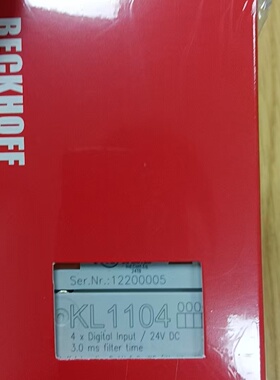 BECKHOFF
Ser.Nr.:12200005
KL1104
4 x Digital Input / 24V DC
3.0 ms filter time